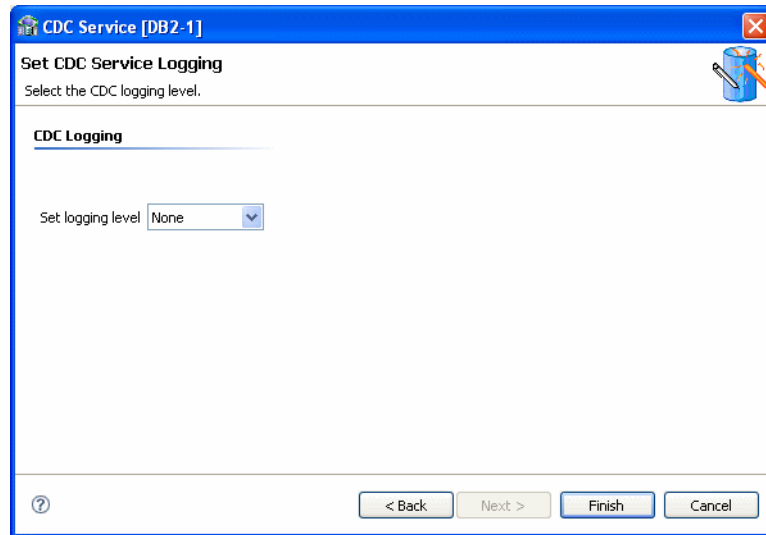 CDC Service [DB2-1]
Set CDC Service Logging
Select the CDC logging level.
CDC Logging
Set logging level None
< Back Next > Finish Cancel